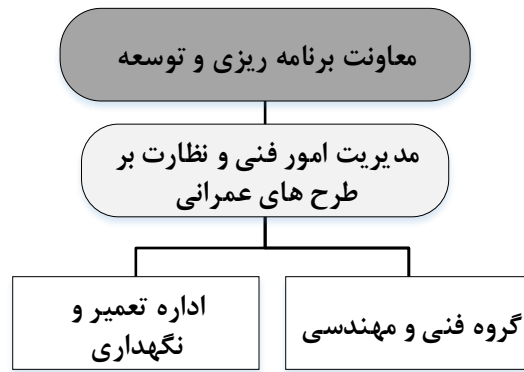 معاونت برنامه ریزی و توسعه
مدیریت امور فنی و نظارت بر
طرح های عمرانی
گروه فنی و مهندسی
اداره تعمیر و
نگهداری